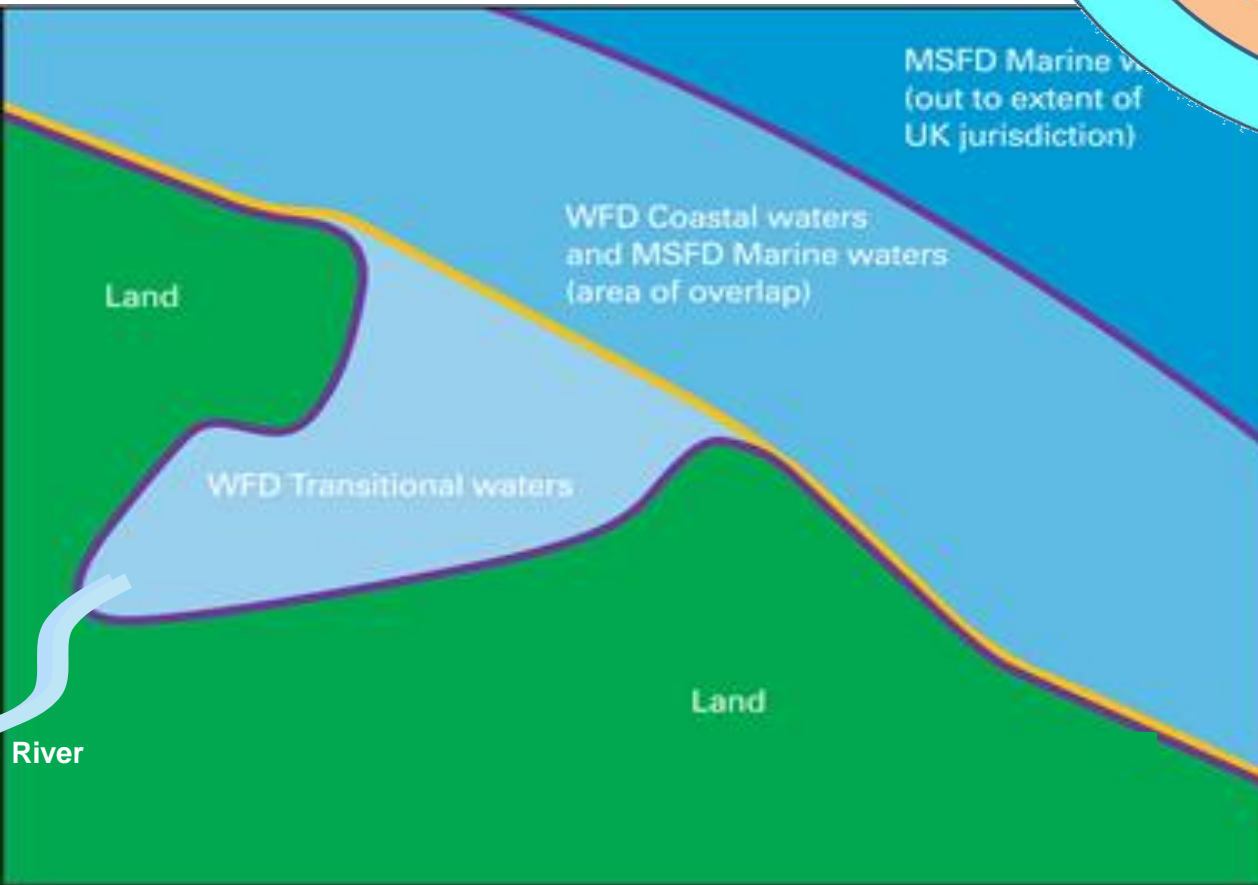 MSFD Marine
(out to extent of
UK jurisdiction)
WFD Coastal waters
and MSFD Marine waters
(area of overlap)
Land
WFD Transitional waters
Land
River